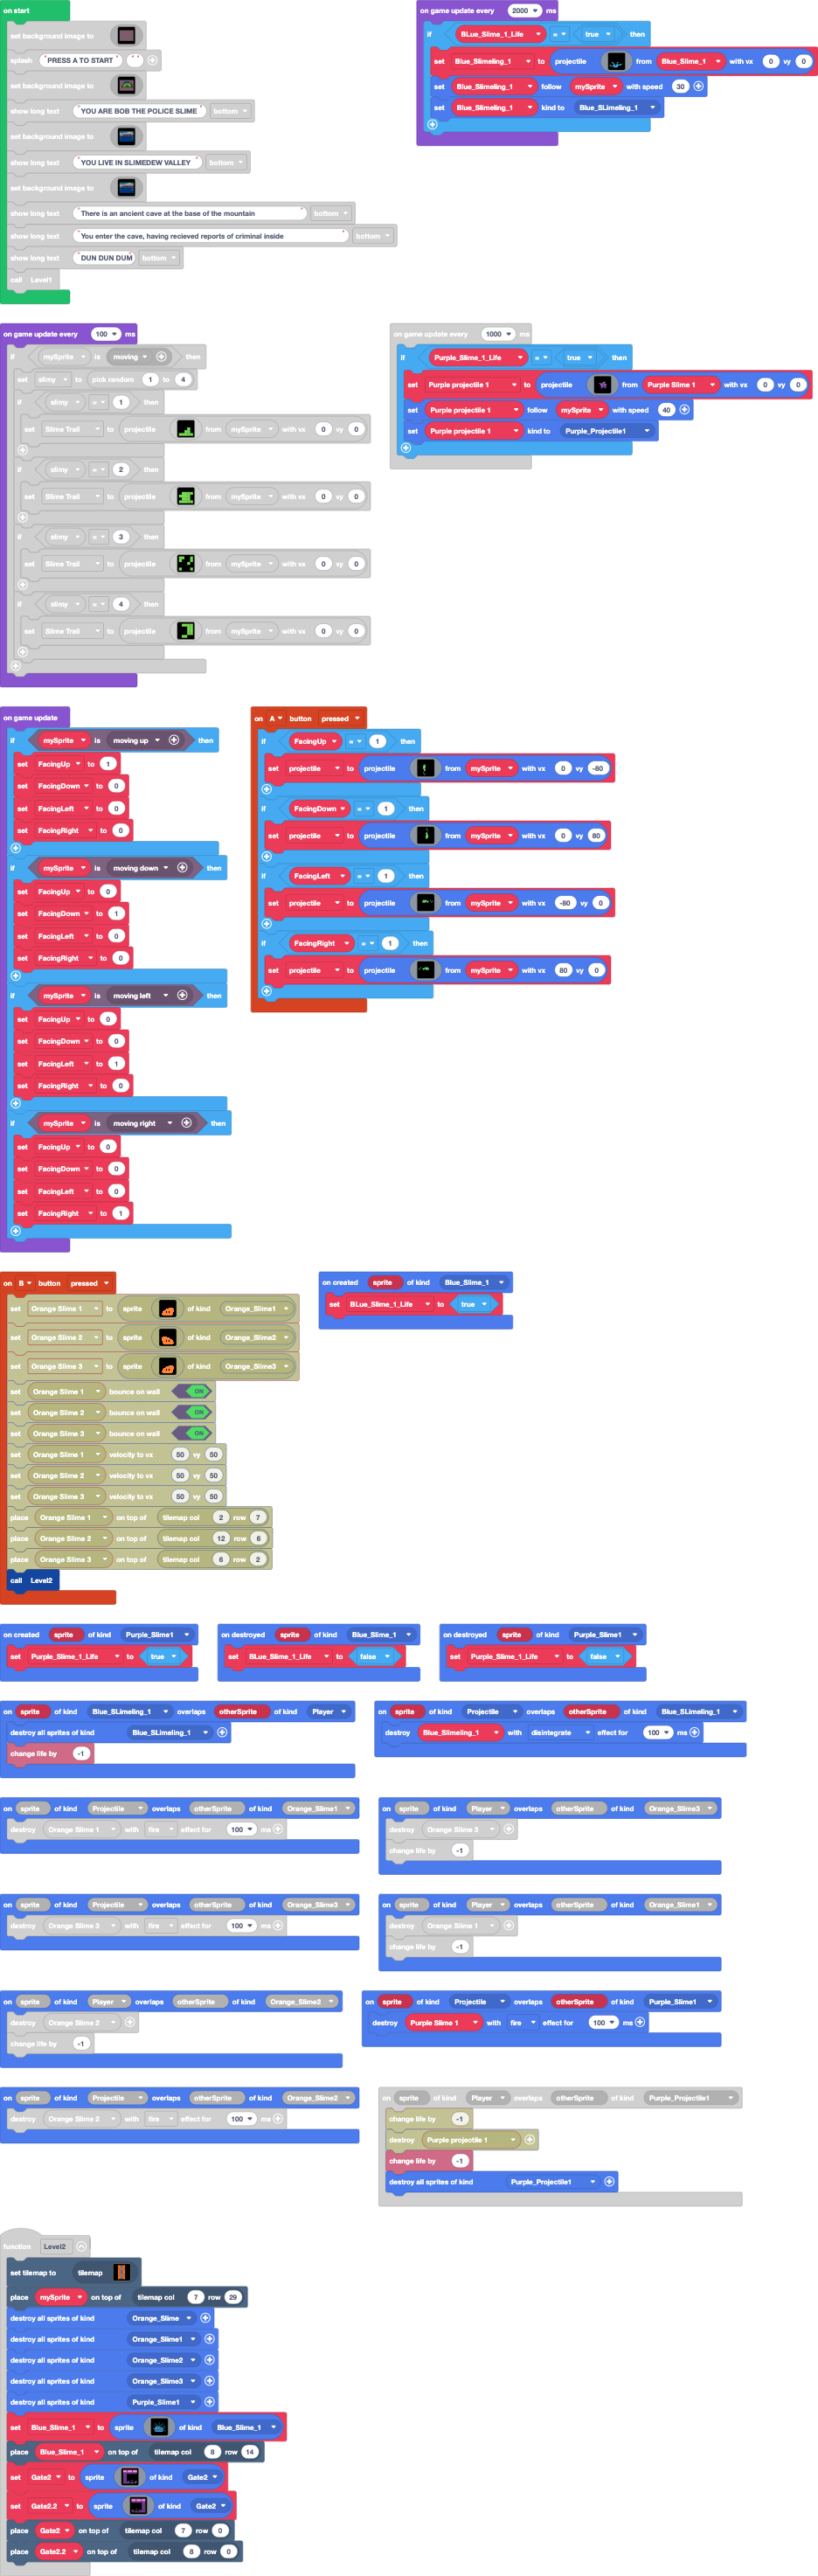 on start
set background image to
splash "PRESS A TO START" " "
set background image to
show long text "YOU ARE BOB THE POLICE SLIME" bottom
set background image to
show long text "YOU LIVE IN SLIMEDEW VALLEY" bottom
set background image to
show long text "There is an ancient cave at the base of the mountain" bottom
show long text "You enter the cave, having recieved reports of criminal inside" bottom
show long text "DUN DUN DUM" bottom
call Level1
on game update every 2000 ms
if BLue_Slime_1_Life = true then
set Blue_Slimeling_1 to projectile from Blue_Slime_1 with vx 0 vy 0
set Blue_Slimeling_1 follow mySprite with speed 30
set Blue_Slimeling_1 kind to Blue_SLimeling_1
on game update every 100 ms
if mySprite is moving then
set slimy to pick random 1 to 4
if slimy = 1 then
set Slime Trail to projectile from mySprite with vx 0 vy 0
if slimy = 2 then
set Slime Trail to projectile from mySprite with vx 0 vy 0
if slimy = 3 then
set Slime Trail to projectile from mySprite with vx 0 vy 0
if slimy = 4 then
set Slime Trail to projectile from mySprite with vx 0 vy 0
on game update every 1000 ms
if Purple_Slime_1_Life = true then
set Purple projectile 1 to projectile from Purple Slime 1 with vx 0 vy 0
set Purple projectile 1 follow mySprite with speed 40
set Purple projectile 1 kind to Purple_Projectile1
on game update
if mySprite is moving up then
set FacingUp to 1
set FacingDown to 0
set FacingLeft to 0
set FacingRight to 0
if mySprite is moving down then
set FacingUp to 0
set FacingDown to 1
set FacingLeft to 0
set FacingRight to 0
if mySprite is moving left then
set FacingUp to 0
set FacingDown to 0
set FacingLeft to 1
set FacingRight to 0
if mySprite is moving right then
set FacingUp to 0
set FacingDown to 0
set FacingLeft to 0
set FacingRight to 1
on A button pressed
if FacingUp = 1 then
set projectile to projectile from mySprite with vx 0 vy -80
if FacingDown = 1 then
set projectile to projectile from mySprite with vx 0 vy 80
if FacingLeft = 1 then
set projectile to projectile from mySprite with vx -80 vy 0
if FacingRight = 1 then
set projectile to projectile from mySprite with vx 80 vy 0
on B button pressed
set Orange Slime 1 to sprite of kind Orange_Slime1
set Orange Slime 2 to sprite of kind Orange_Slime2
set Orange Slime 3 to sprite of kind Orange_Slime3
set Orange Slime 1 bounce on wall ON
set Orange Slime 2 bounce on wall ON
set Orange Slime 3 bounce on wall ON
set Orange Slime 1 velocity to vx 50 vy 50
set Orange Slime 2 velocity to vx 50 vy 50
set Orange Slime 3 velocity to vx 50 vy 50
place Orange Slime 1 on top of tilemap col 2 row 7
place Orange Slime 2 on top of tilemap col 12 row 6
place Orange Slime 3 on top of tilemap col 6 row 2
call Level2
on created sprite of kind Blue_Slime_1
set BLue_Slime_1_Life to true
on created sprite of kind Purple_Slime1
set Purple_Slime_1_Life to true
on destroyed sprite of kind Blue_Slime_1
set BLue_Slime_1_Life to false
on destroyed sprite of kind Purple_Slime1
set Purple_Slime_1_Life to false
on sprite of kind Blue_SLimeling_1 overlaps otherSprite of kind Player
destroy all sprites of kind Blue_SLimeling_1
change life by -1
on sprite of kind Projectile overlaps otherSprite of kind Blue_SLimeling_1
destroy Blue_Slimeling_1 with disintegrate effect for 100 ms
on sprite of kind Projectile overlaps otherSprite of kind Orange_Slime1
destroy Orange Slime 1 with fire effect for 100 ms
on sprite of kind Player overlaps otherSprite of kind Orange_Slime3
destroy Orange Slime 3
change life by -1
on sprite of kind Projectile overlaps otherSprite of kind Orange_Slime3
destroy Orange Slime 3 with fire effect for 100 ms
on sprite of kind Player overlaps otherSprite of kind Orange_Slime1
destroy Orange Slime 1
change life by -1
on sprite of kind Player overlaps otherSprite of kind Orange_Slime2
destroy Orange Slime 2
change life by -1
on sprite of kind Projectile overlaps otherSprite of kind Purple_Slime1
destroy Purple Slime 1 with fire effect for 100 ms
on sprite of kind Projectile overlaps otherSprite of kind Orange_Slime2
destroy Orange Slime 2 with fire effect for 100 ms
on sprite of kind Player overlaps otherSprite of kind Purple_Projectile1
change life by -1
destroy Purple projectile 1
change life by -1
destroy all sprites of kind Purple_Projectile1
function Level2
set tilemap to tilemap
place mySprite on top of tilemap col 7 row 29
destroy all sprites of kind Orange_Slime
destroy all sprites of kind Orange_Slime1
destroy all sprites of kind Orange_Slime2
destroy all sprites of kind Orange_Slime3
destroy all sprites of kind Purple_Slime1
set Blue_Slime_1 to sprite of kind Blue_Slime_1
place Blue_Slime_1 on top of tilemap col 8 row 14
set Gate2 to sprite of kind Gate2
set Gate2.2 to sprite of kind Gate2
place Gate2 on top of tilemap col 7 row 0
place Gate2.2 on top of tilemap col 8 row 0